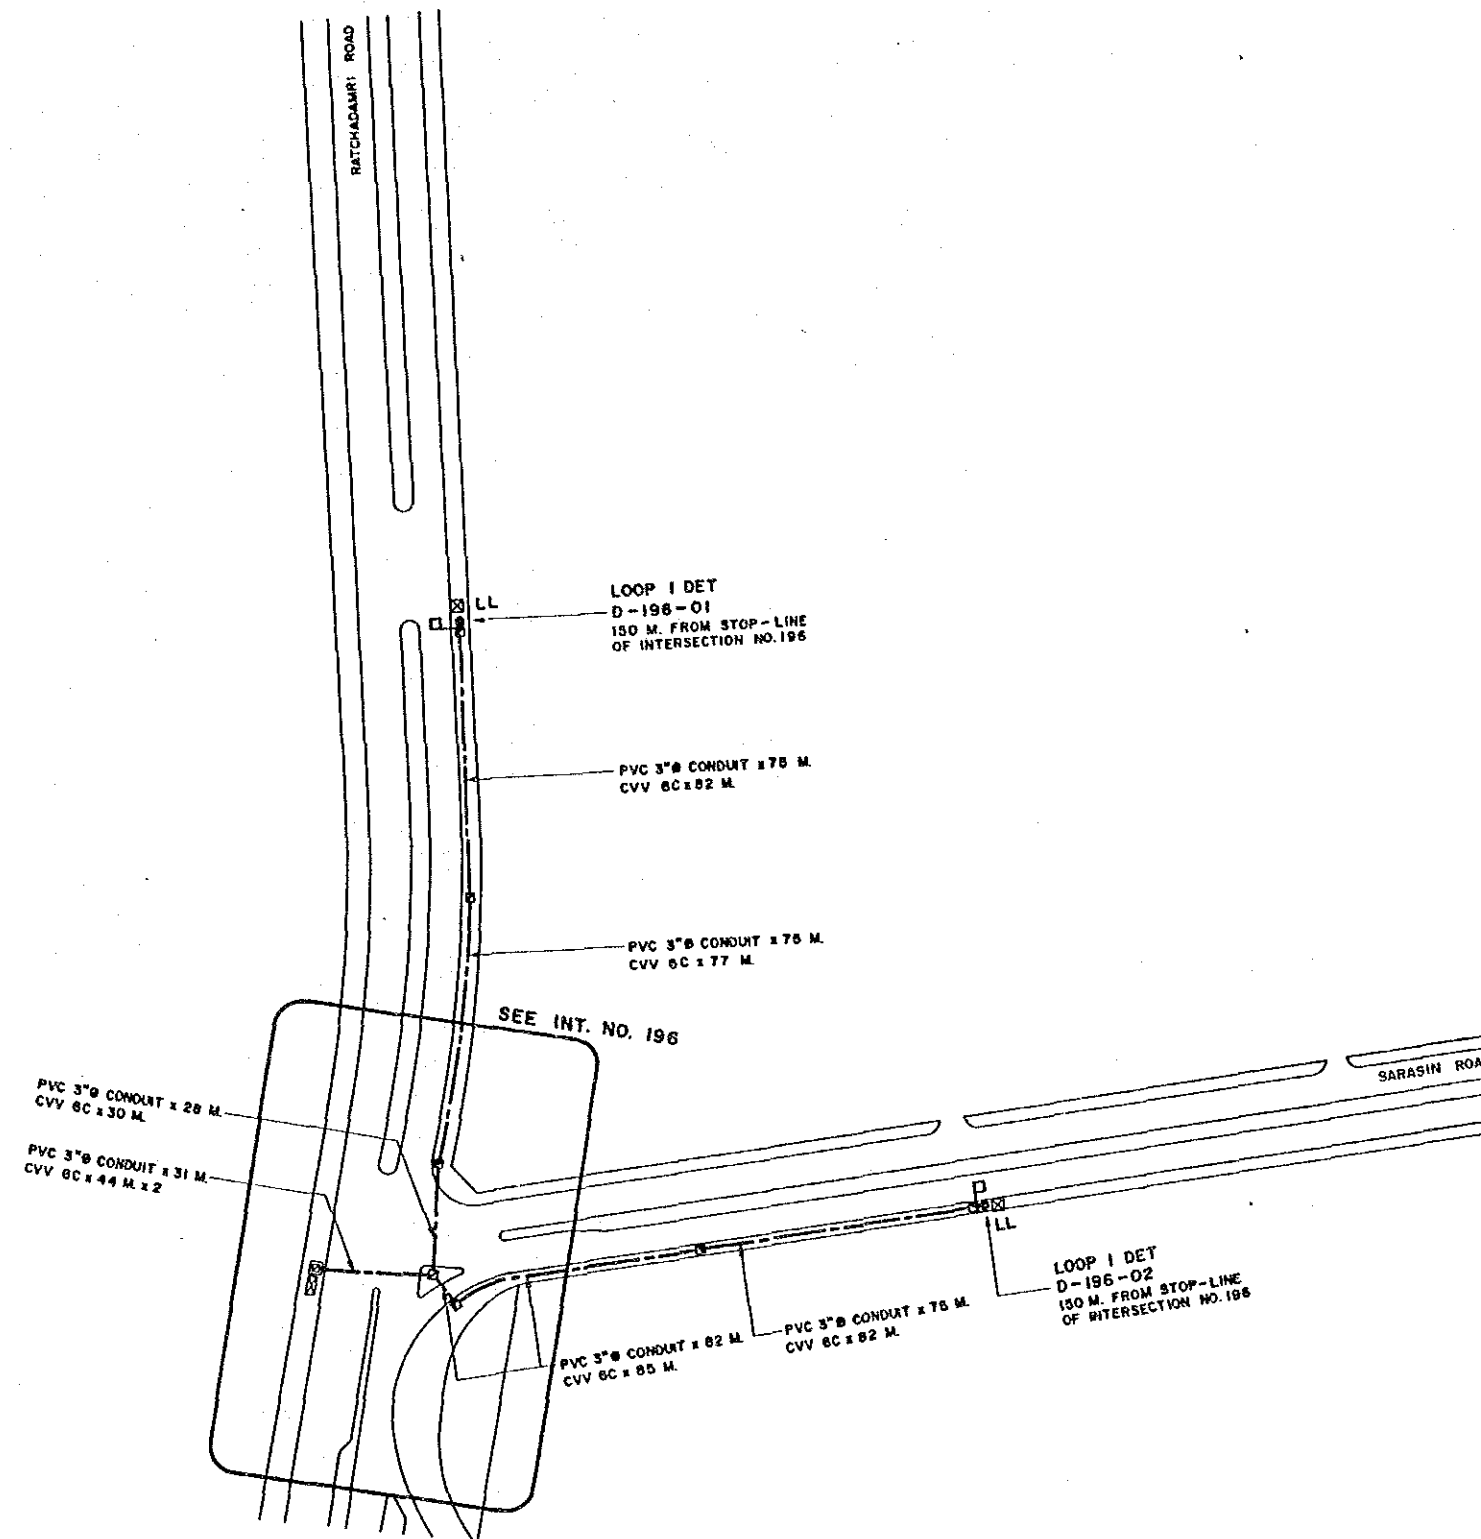 RATCHADAMRI ROAD
LL
LOOP 1 DET
D-196-01
150 M. FROM STOP-LINE
OF INTERSECTION NO.196
PVC 3"Ø CONDUIT x 75 M.
CVV 6C x 82 M.
PVC 3"Ø CONDUIT x 75 M.
CVV 6C x 77 M.
SEE INT. NO. 196
PVC 3"Ø CONDUIT x 28 M.
CVV 6C x 30 M.
PVC 3"Ø CONDUIT x 31 M.
CVV 6C x 44 M. x 2
SARASIN ROA
LL
LOOP 1 DET
D-196-02
150 M. FROM STOP-LINE
OF INTERSECTION NO.196
PVC 3"Ø CONDUIT x 75 M.
CVV 6C x 82 M.
PVC 3"Ø CONDUIT x 82 M.
CVV 6C x 85 M.